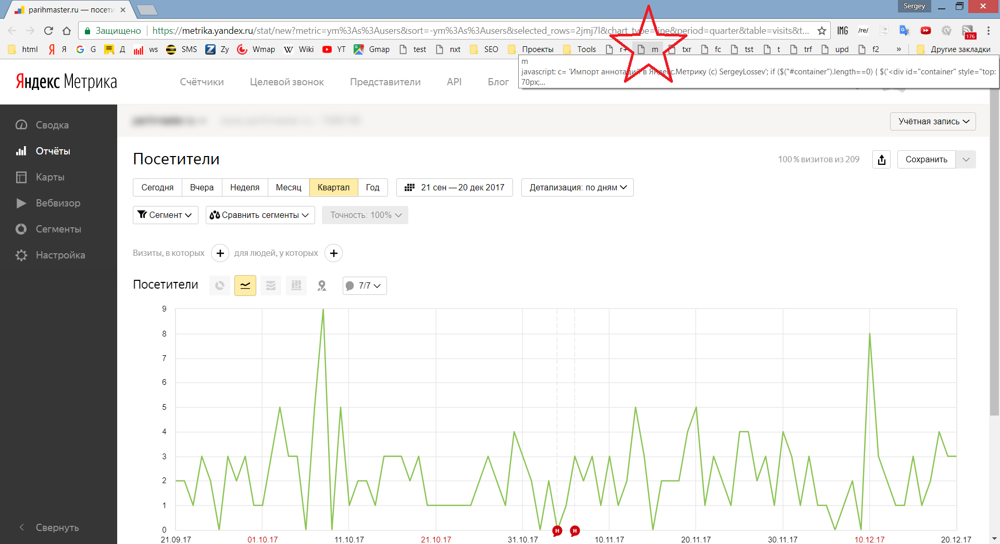 parihmaster.ru — посети
Sergey
Защищено
https://metrika.yandex.ru/stat/new?metric=ym%3As%3Ausers&sort=-ym%3As%3Ausers&selected_rows=2jmj7l&chart_type=line&period=quarter&table=visits&t...
IMG
/re/
176
html Я Я G G Д ws SMS Zy Wmap W Wiki YT Gmap test nxt SEO Проекты Tools r+ m txr fc tst t trf upd f2 » Другие закладки
m
javascript: c= 'Импорт аннотаций в Яндекс.Метрику (c) SergeyLossev'; if ($("#container").length==0) { $('<div id="container" style="top:
70px;...
Яндекс Метрика
Счётчики
Целевой звонок
Представители
API
Блог
Сводка
Отчёты
Карты
Вебвизор
Сегменты
Настройка
Свернуть
Учётная запись
Посетители
100 % визитов из 209
Сохранить
Сегодня Вчера Неделя Месяц Квартал Год
21 сен — 20 дек 2017
Детализация: по дням
Сегмент
Сравнить сегменты
Точность: 100%
Визиты, в которых + для людей, у которых +
Посетители
7/7
9
8
7
6
5
4
3
2
1
0
Н Н
21.09.17 01.10.17 11.10.17 21.10.17 31.10.17 10.11.17 20.11.17 30.11.17 10.12.17 20.12.17